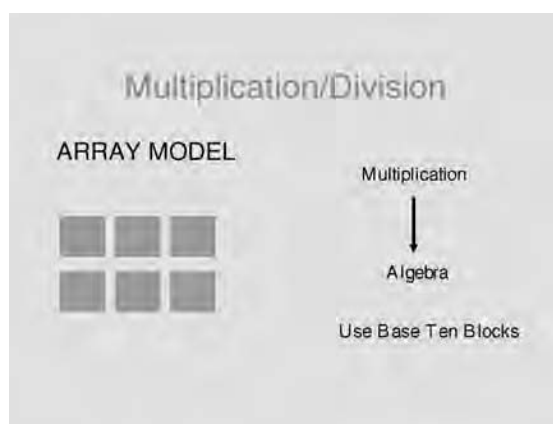 Multiplication/Division
ARRAY MODEL
Multiplication
Algebra
Use Base Ten Blocks